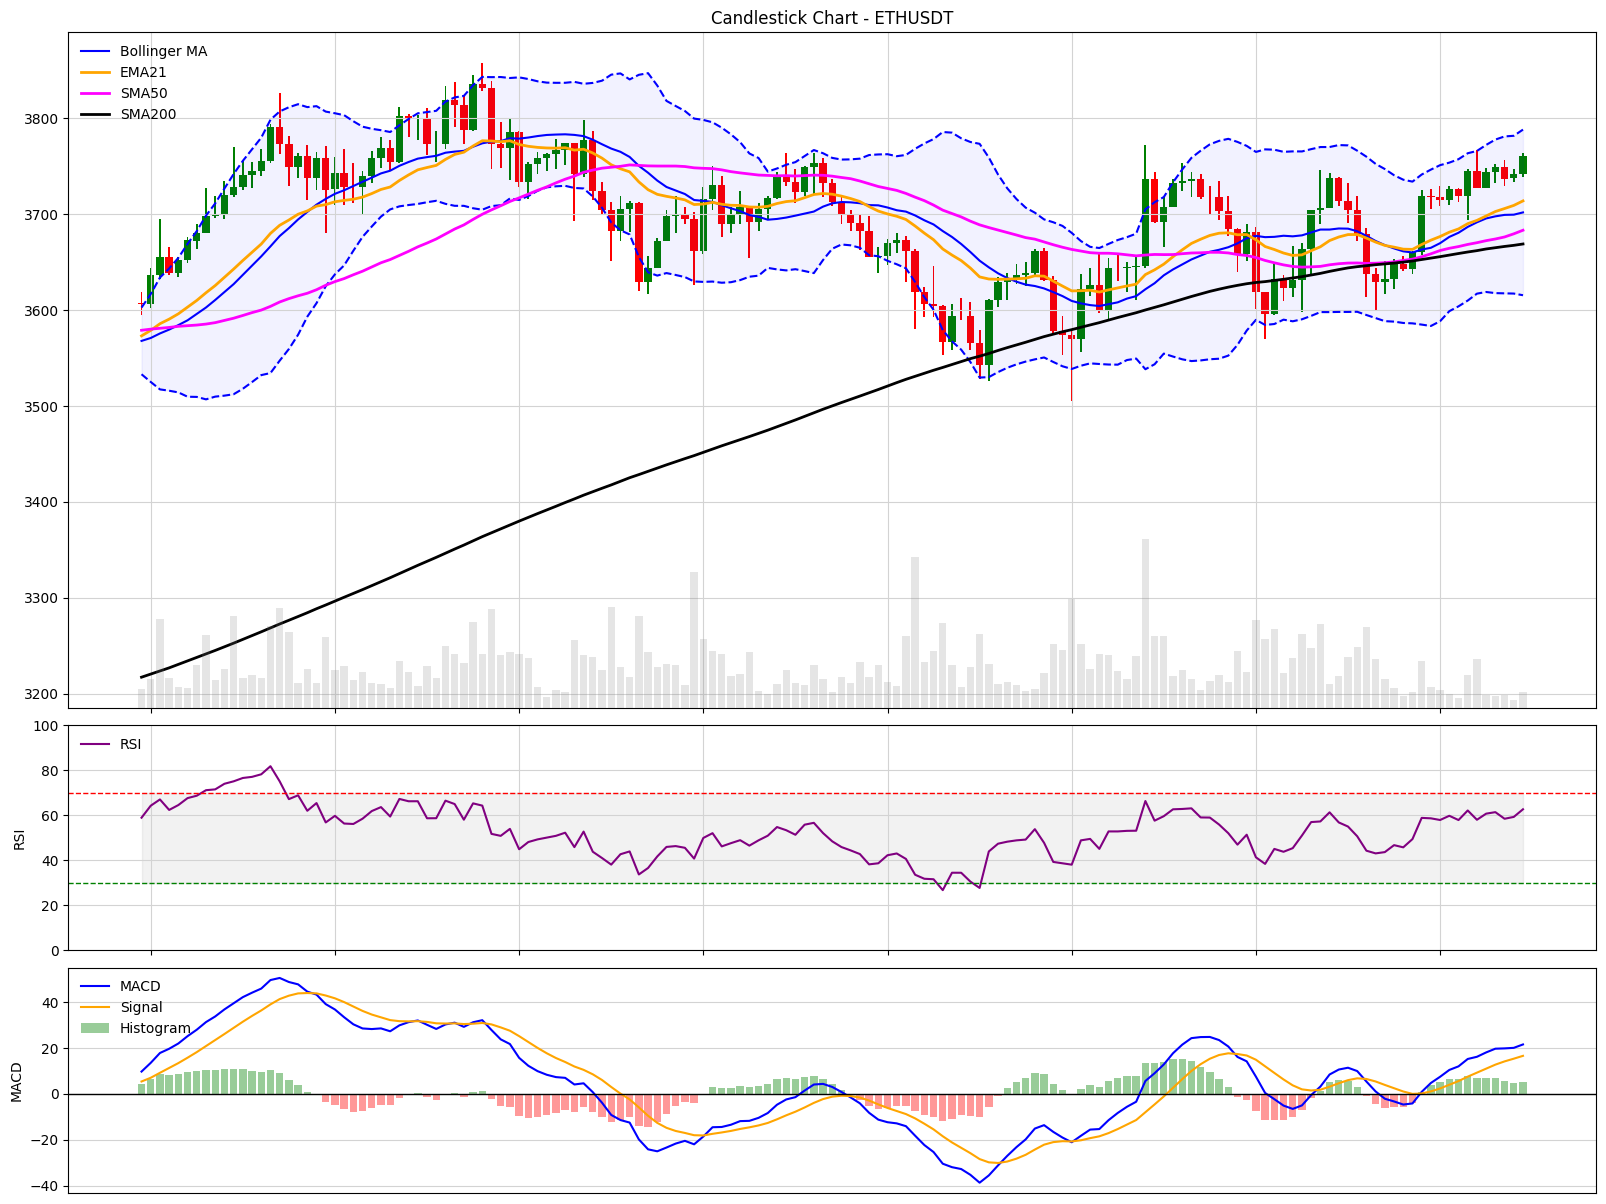 Candlestick Chart - ETHUSDT
Bollinger MA
EMA21
SMA50
SMA200
3800
3700
3600
3500
3400
3300
3200
100
80
60
40
20
0
RSI
RSI
40
20
0
−20
−40
MACD
MACD
Signal
Histogram